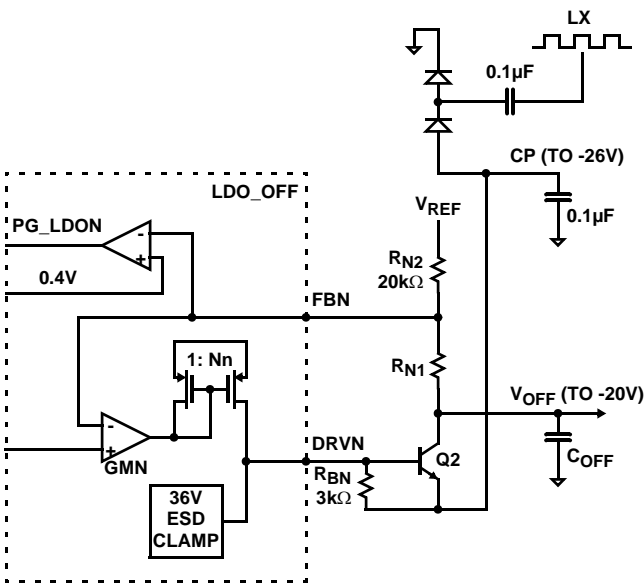 LX
0.1µF
CP (TO -26V)
LDO_OFF
PG_LDON
-
+
VREF
0.1µF
0.4V
RN2
20kΩ
FBN
1: Nn
RN1
VOFF (TO -20V)
-
+
GMN
DRVN
Q2
COFF
RBN
3kΩ
36V
ESD
CLAMP